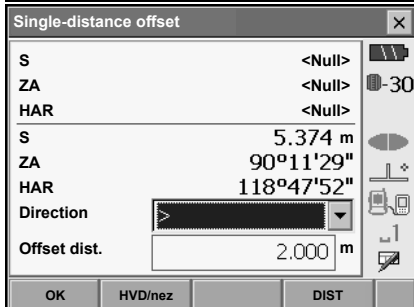 Single-distance offset
S <Null>
ZA <Null>
HAR <Null>
-30
S 5.374 m
ZA 90°11'29"
HAR 118°47'52"
Direction >
Offset dist. 2.000 m
1
OK HVD/nez DIST